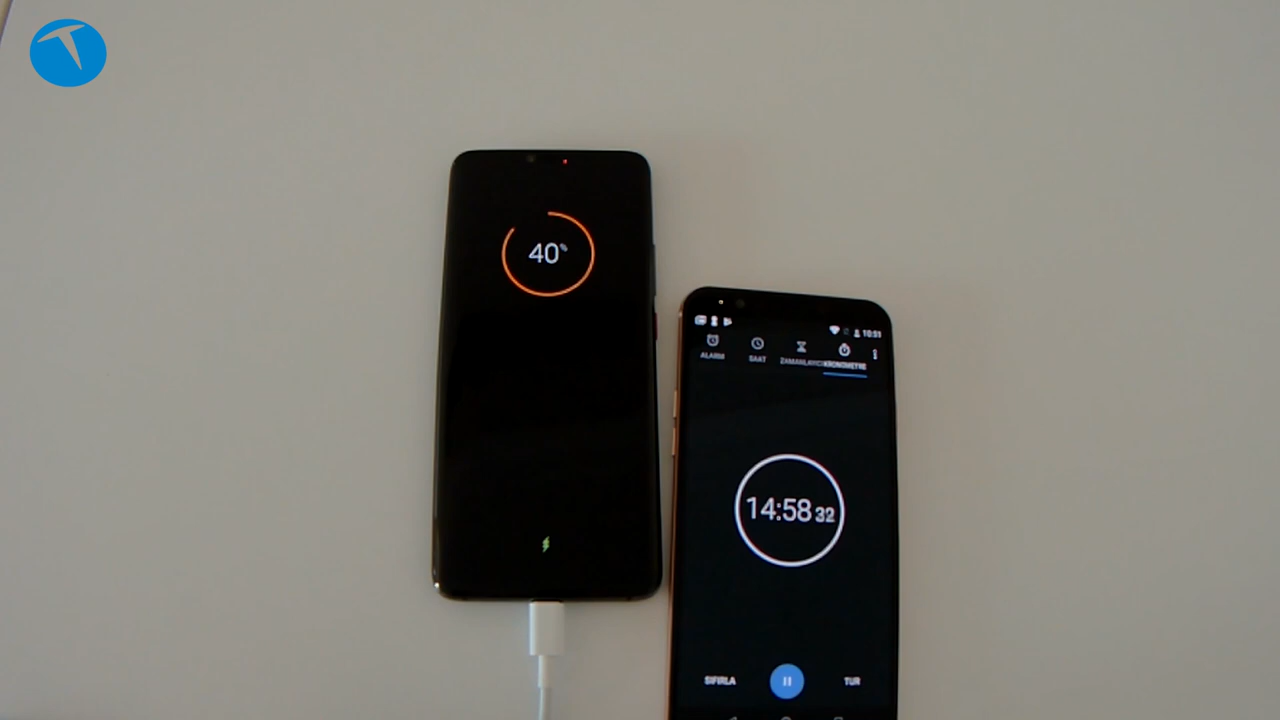 40%
10:51
ALARM
SAAT
ZAMANLAYICI
KRONOMETRE
14:58 32
SIFIRLA
TUR